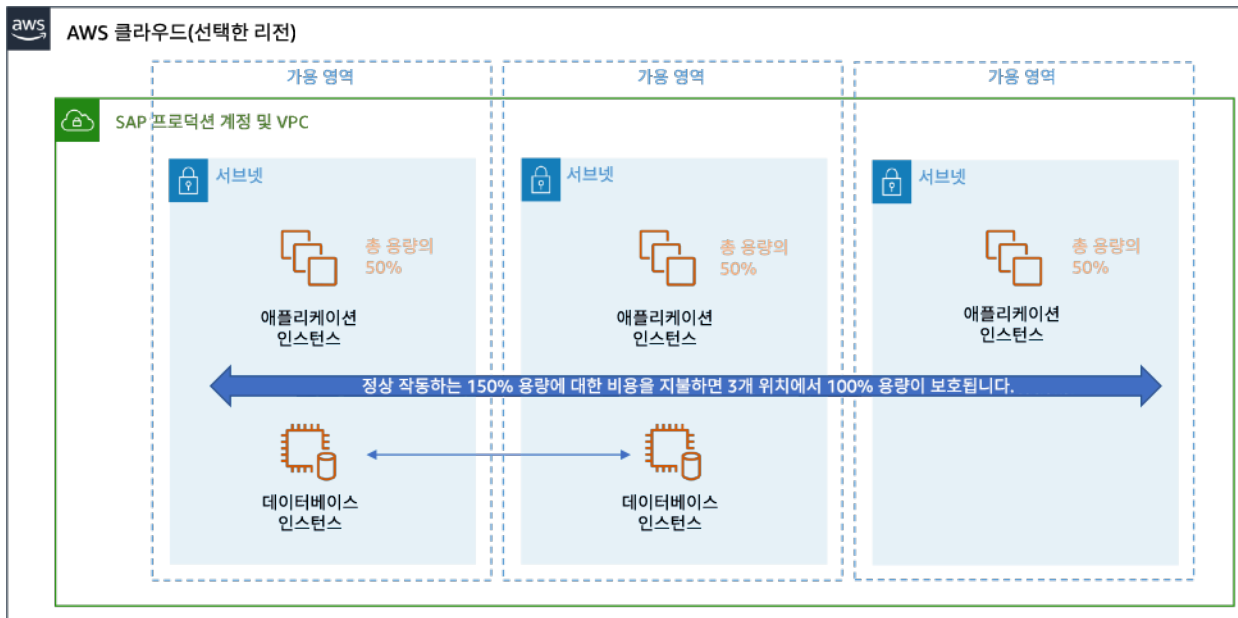 aws
AWS 클라우드(선택한 리전)
가용 영역
가용 영역
가용 영역
SAP 프로덕션 계정 및 VPC
서브넷
서브넷
서브넷
총 용량의
50%
총 용량의
50%
총 용량의
50%
애플리케이션
인스턴스
애플리케이션
인스턴스
애플리케이션
인스턴스
정상 작동하는 150% 용량에 대한 비용을 지불하면 3개 위치에서 100% 용량이 보호됩니다.
데이터베이스
인스턴스
데이터베이스
인스턴스